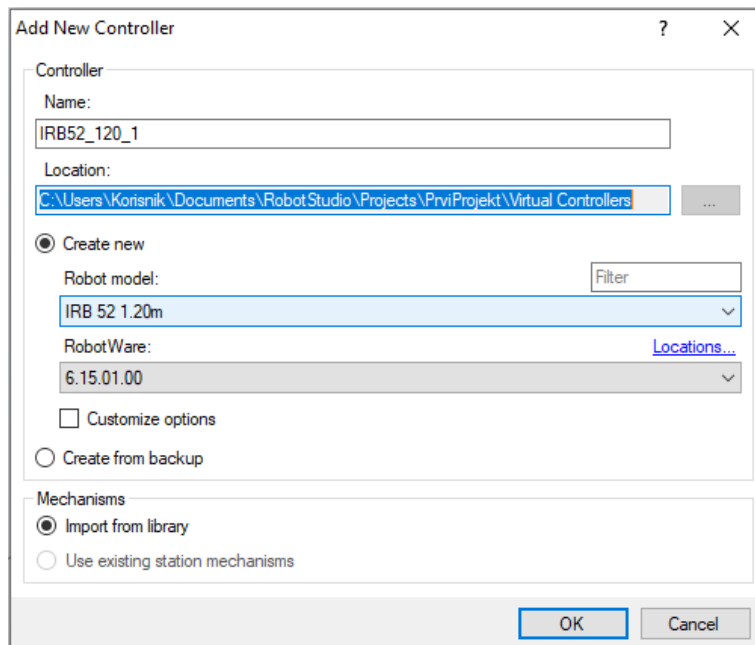 Add New Controller
?
Controller
Name:
IRB52_120_1
Location:
C:\Users\Korisnik\Documents\RobotStudio\Projects\PrviProjekt\Virtual Controllers
...
Create new
Robot model:
Filter
IRB 52 1.20m
RobotWare:
Locations...
6.15.01.00
Customize options
Create from backup
Mechanisms
Import from library
Use existing station mechanisms
OK
Cancel